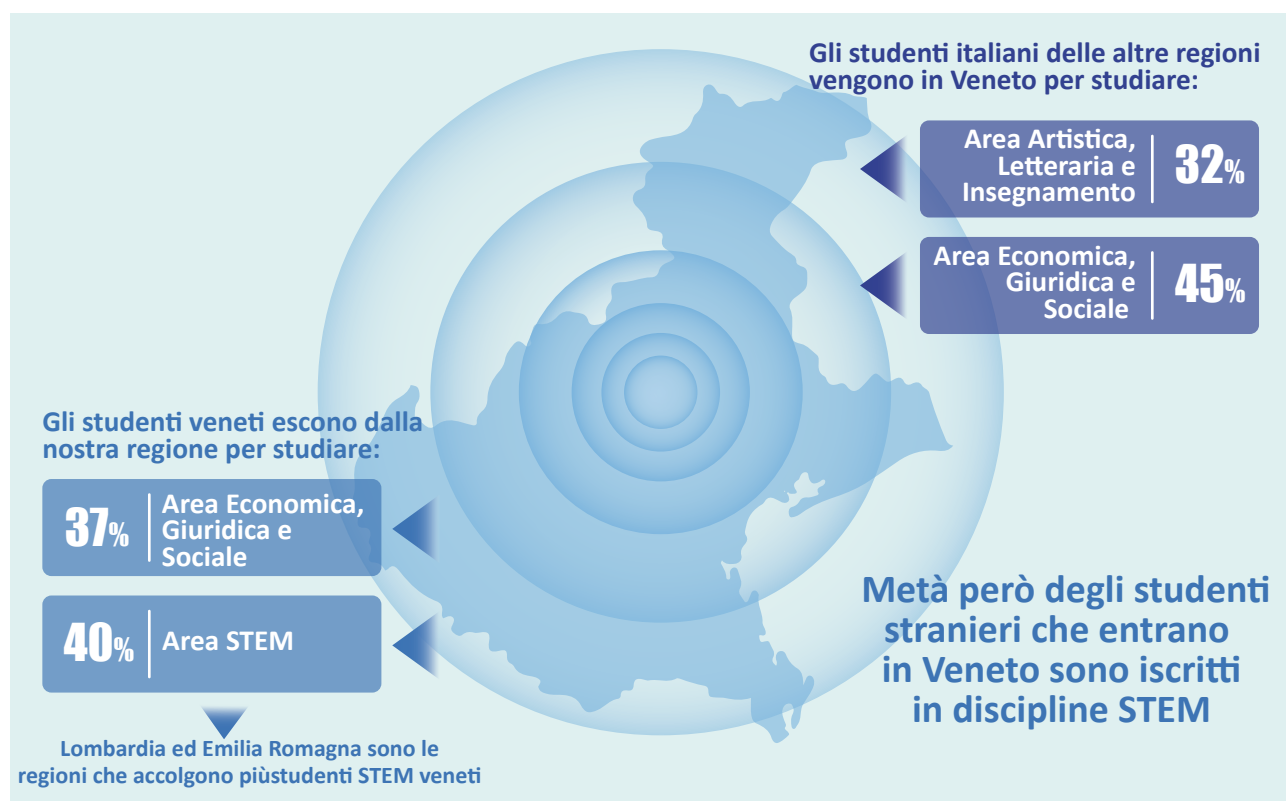 Gli studenti italiani delle altre regioni
vengono in Veneto per studiare:
Area Artistica,
Letteraria e
Insegnamento
32%
Area Economica,
Giuridica e
Sociale
45%
Gli studenti veneti escono dalla
nostra regione per studiare:
37%
Area Economica,
Giuridica e
Sociale
40%
Area STEM
Lombardia ed Emilia Romagna sono le
regioni che accolgono piùstudenti STEM veneti
Metà però degli studenti
stranieri che entrano
in Veneto sono iscritti
in discipline STEM